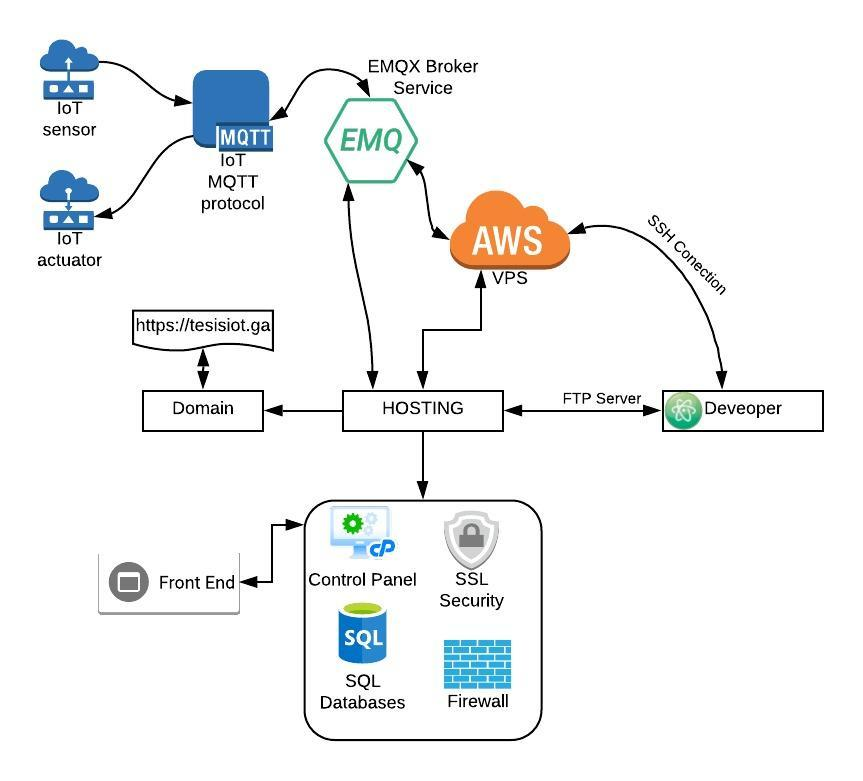 EMQX Broker
Service
IoT
sensor
MQTT
IoT
MQTT
protocol
EMQ
IoT
actuator
AWS
VPS
SSH Conection
https://tesisiot.ga
Domain
HOSTING
FTP Server
Deveoper
Front End
cP
Control Panel
SSL
Security
SQL
SQL
Databases
Firewall